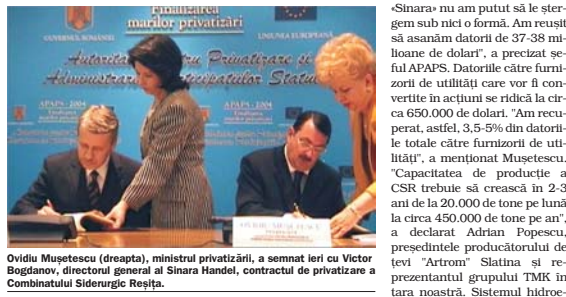 Finalizarea
marilor privatizări
GUVERNUL ROMÂNIEI
UNIUNEA EUROPEANĂ
Autoritatea pentru Privatizare şi
Administrarea Participaţiilor Statului
APAPS - 2004
APAPS - 2004
OVIDIU MUŞETESCU
Ovidiu Muşetescu (dreapta), ministrul privatizării, a semnat ieri cu Victor
Bogdanov, directorul general al Sinara Handel, contractul de privatizare a
Combinatului Siderurgic Reşiţa.
«Sinara» nu am putut să le şter-
gem sub nici o formă. Am reuşit
să asanăm datorii de 37-38 mi-
lioane de dolari", a precizat şe-
ful APAPS. Datoriile către furni-
zorii de utilităţi care vor fi con-
vertite în acţiuni se ridică la cir-
ca 650.000 de dolari. "Am recu-
perat, astfel, 3,5-5% din datorii-
le totale către furnizorii de uti-
lităţi", a menţionat Muşetescu.
"Capacitatea de producţie a
CSR trebuie să crească în 2-3
ani de la 20.000 de tone pe lună
la circa 450.000 de tone pe an",
a declarat Adrian Popescu,
preşedintele producătorului de
ţevi "Artrom" Slatina şi re-
prezentantul grupului TMK în
ţara noastră. Sistemul hidroe-